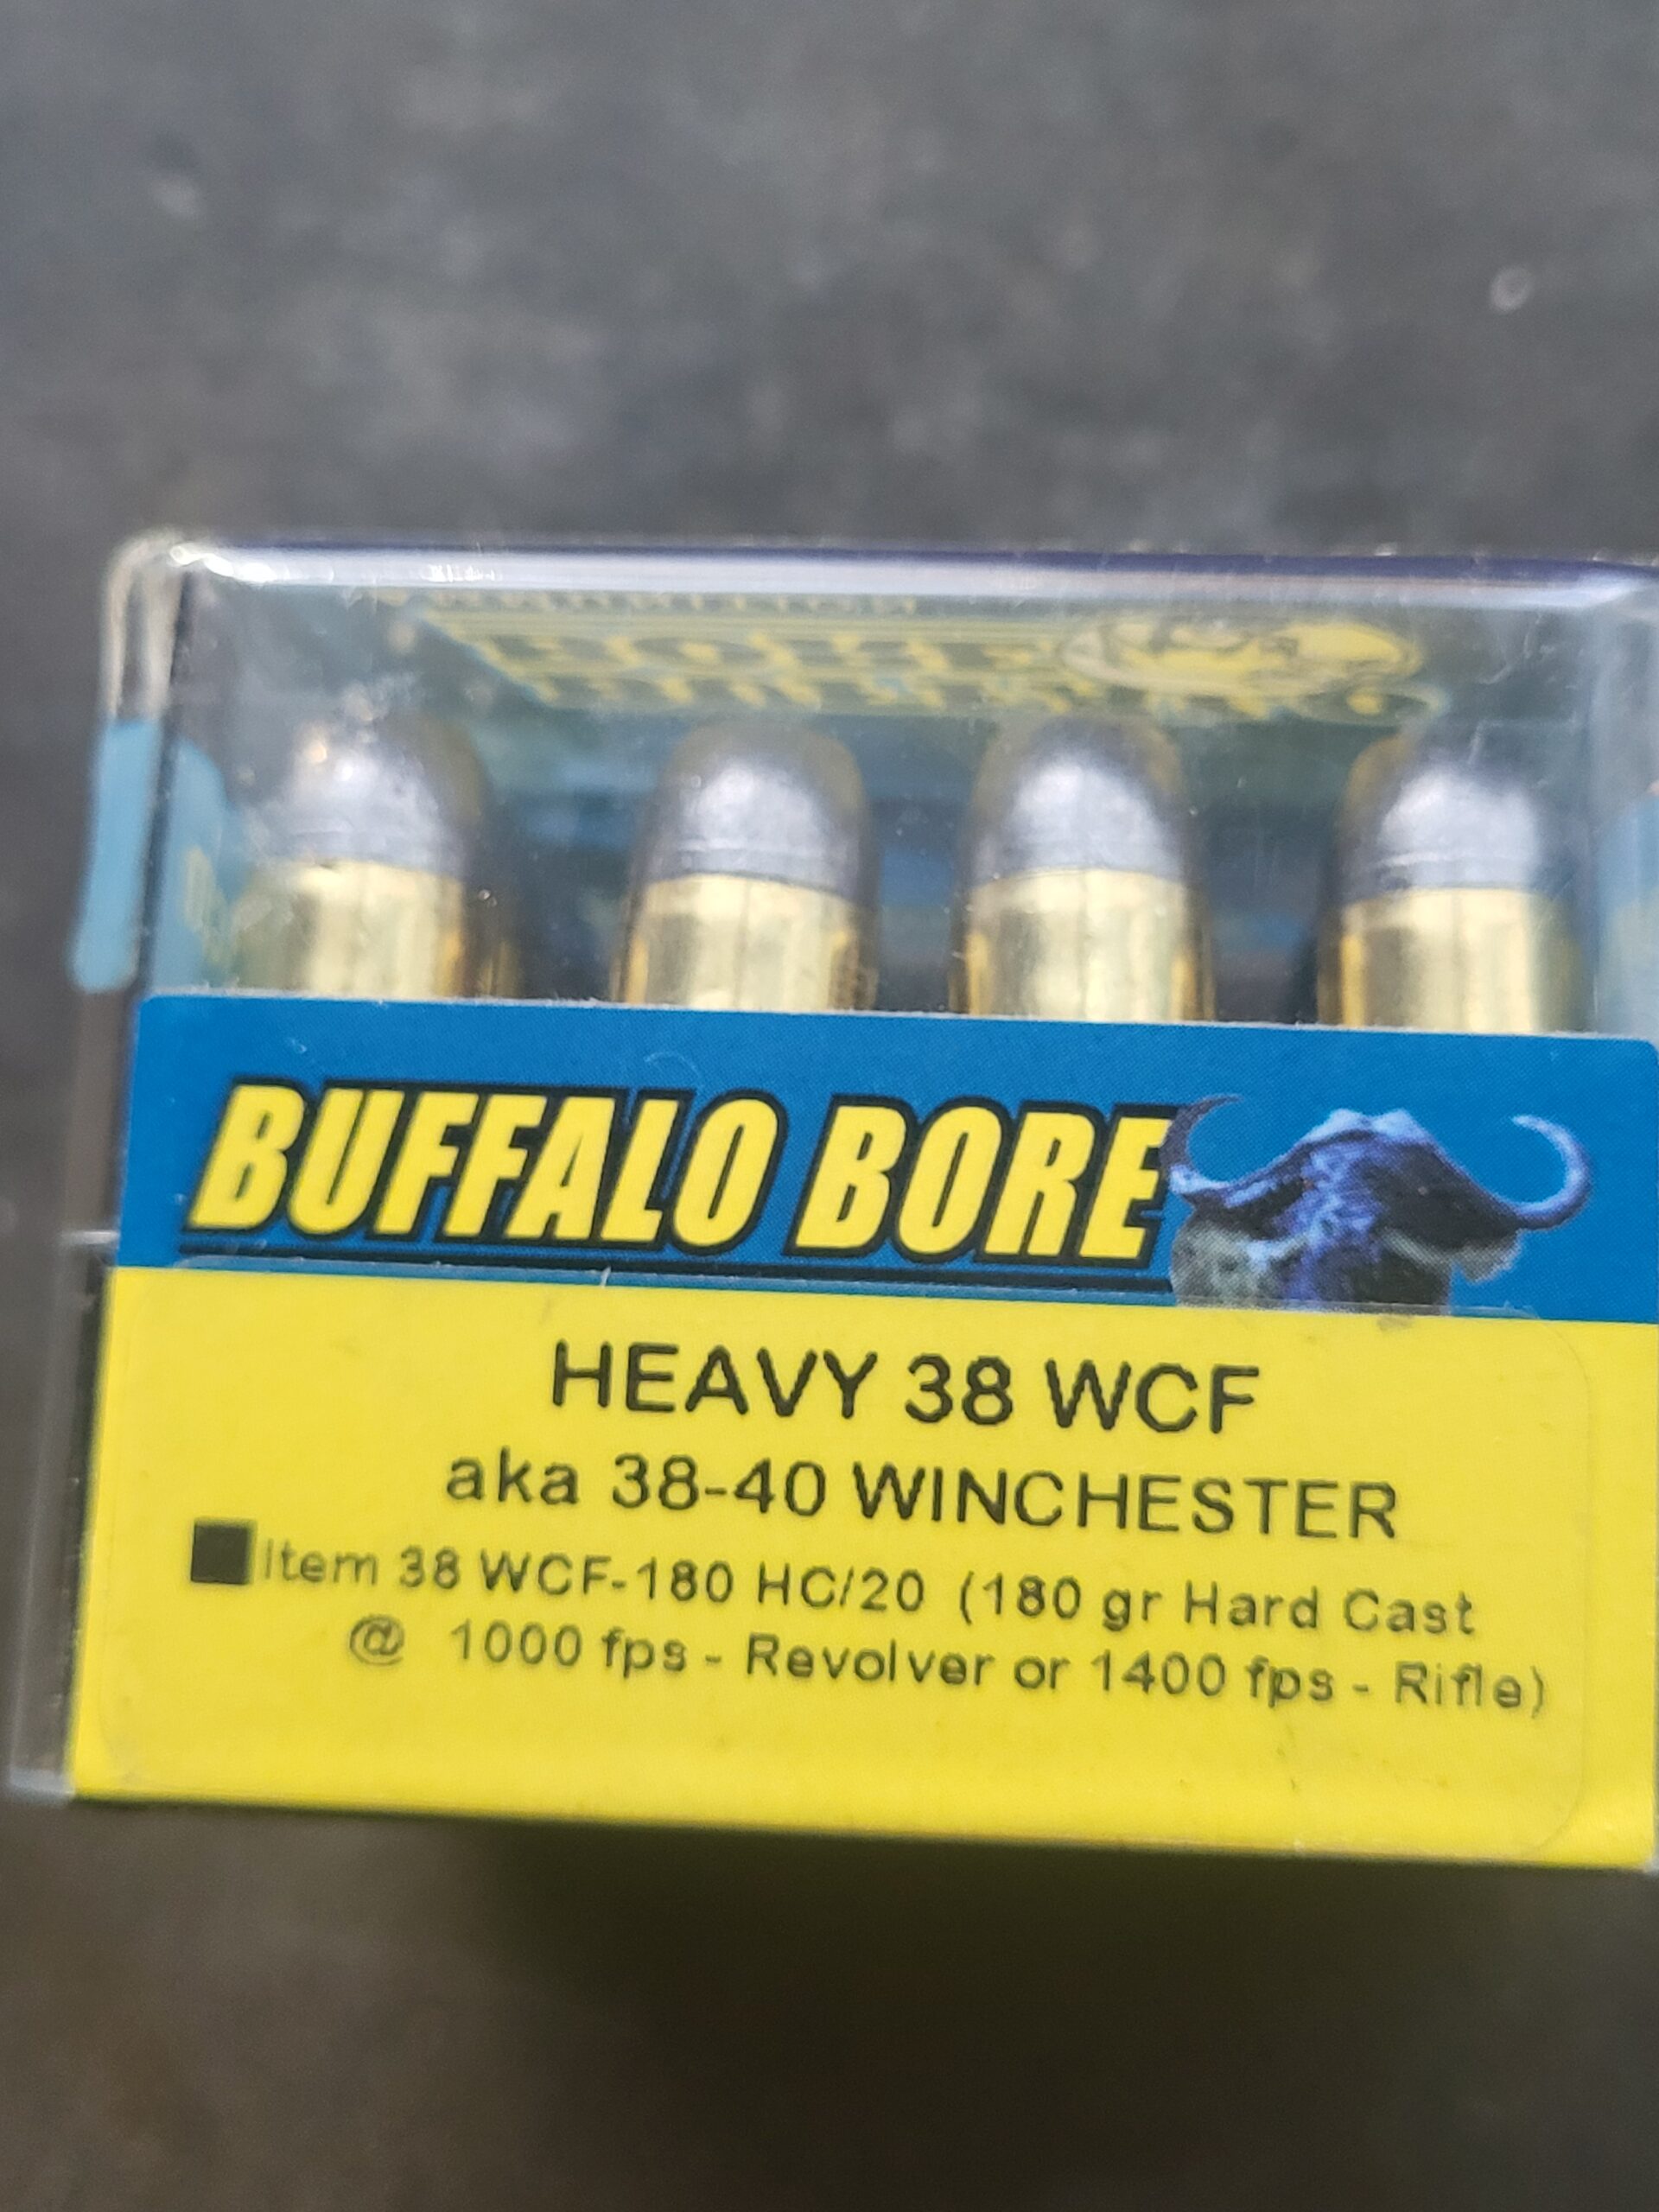 BUFFALO BORE
HEAVY 38 WCF
aka 38-40 WINCHESTER
Item 38 WCF-180 HC/20 (180 gr Hard Cast
@ 1000 fps - Revolver or 1400 fps - Rifle)